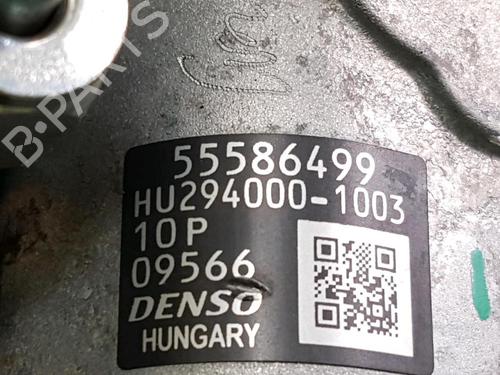 B-PARTS
55586499
HU294000-1003
10P
09566
DENSO
HUNGARY